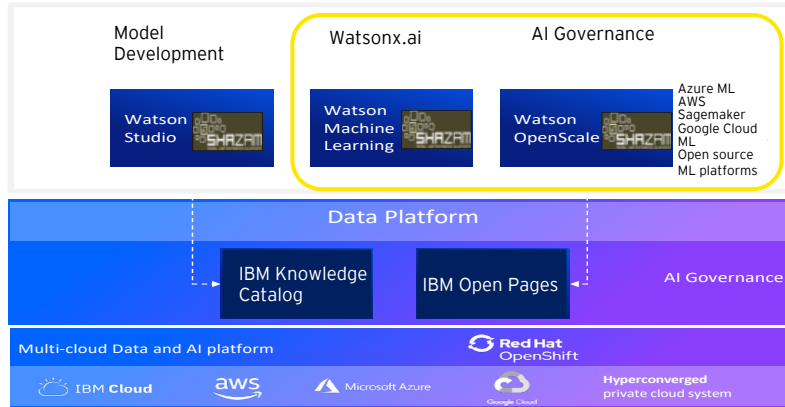 Model
Development
Watsonx.ai
AI Governance
Watson
Studio
SHAZAM
Watson
Machine
Learning
SHAZAM
Watson
OpenScale
SHAZAM
Azure ML
AWS
Sagemaker
Google Cloud
ML
Open source
ML platforms
Data Platform
IBM Knowledge
Catalog
IBM Open Pages
AI Governance
Multi-cloud Data and AI platform
Red Hat
OpenShift
IBM Cloud
aws
Microsoft Azure
Google Cloud
Hyperconverged
private cloud system